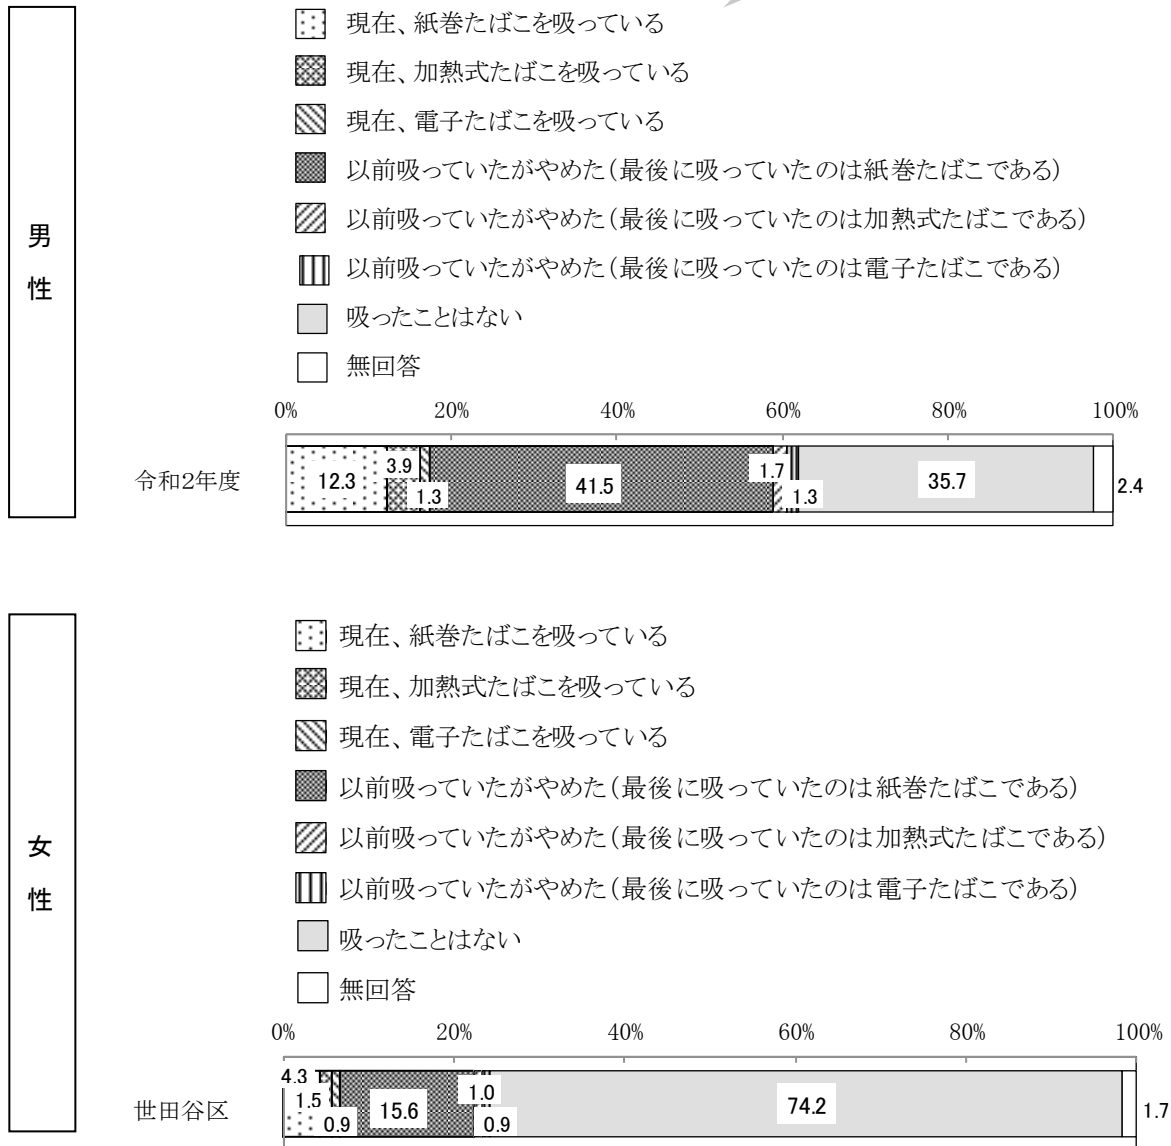 男性
現在、紙巻たばこを吸っている
現在、加熱式たばこを吸っている
現在、電子たばこを吸っている
以前吸っていたがやめた(最後に吸っていたのは紙巻たばこである)
以前吸っていたがやめた(最後に吸っていたのは加熱式たばこである)
以前吸っていたがやめた(最後に吸っていたのは電子たばこである)
吸ったことはない
無回答
0% 20% 40% 60% 80% 100%
令和2年度 12.3 3.9 1.3 41.5 1.7 1.3 35.7 2.4
女性
現在、紙巻たばこを吸っている
現在、加熱式たばこを吸っている
現在、電子たばこを吸っている
以前吸っていたがやめた(最後に吸っていたのは紙巻たばこである)
以前吸っていたがやめた(最後に吸っていたのは加熱式たばこである)
以前吸っていたがやめた(最後に吸っていたのは電子たばこである)
吸ったことはない
無回答
0% 20% 40% 60% 80% 100%
世田谷区 4.3 1.5 0.9 15.6 1.0 0.9 74.2 1.7